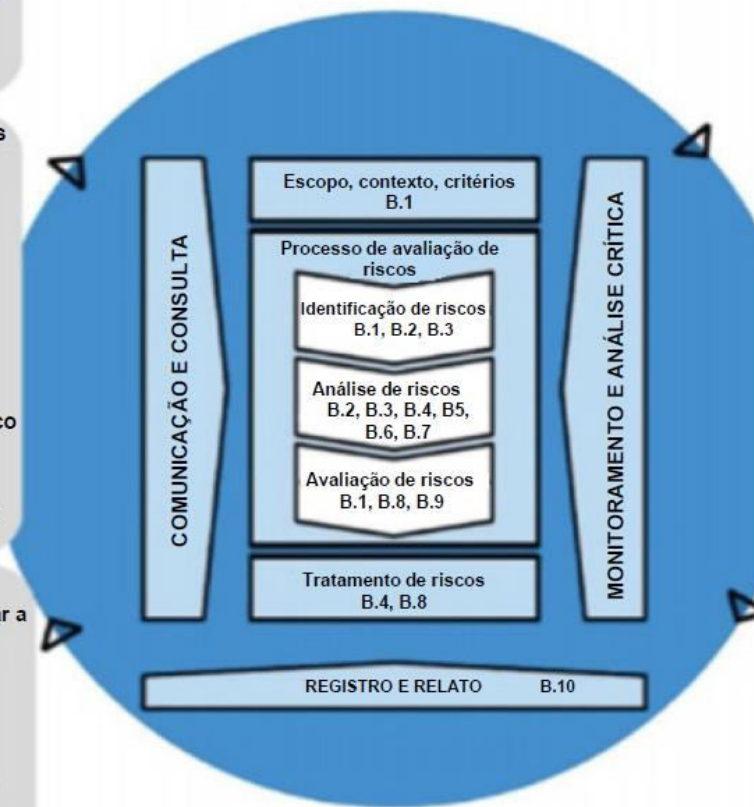 s
co
ar a
Escopo, contexto, critérios
B.1
Processo de avaliação de
riscos
Identificação de riscos
B.1, B.2, B.3
Análise de riscos
B.2, B.3, B.4, B5,
B.6, B.7
Avaliação de riscos
B.1, B.8, B.9
Tratamento de riscos
B.4, B.8
COMUNICAÇÃO E CONSULTA
MONITORAMENTO E ANÁLISE CRÍTICA
REGISTRO E RELATO B.10